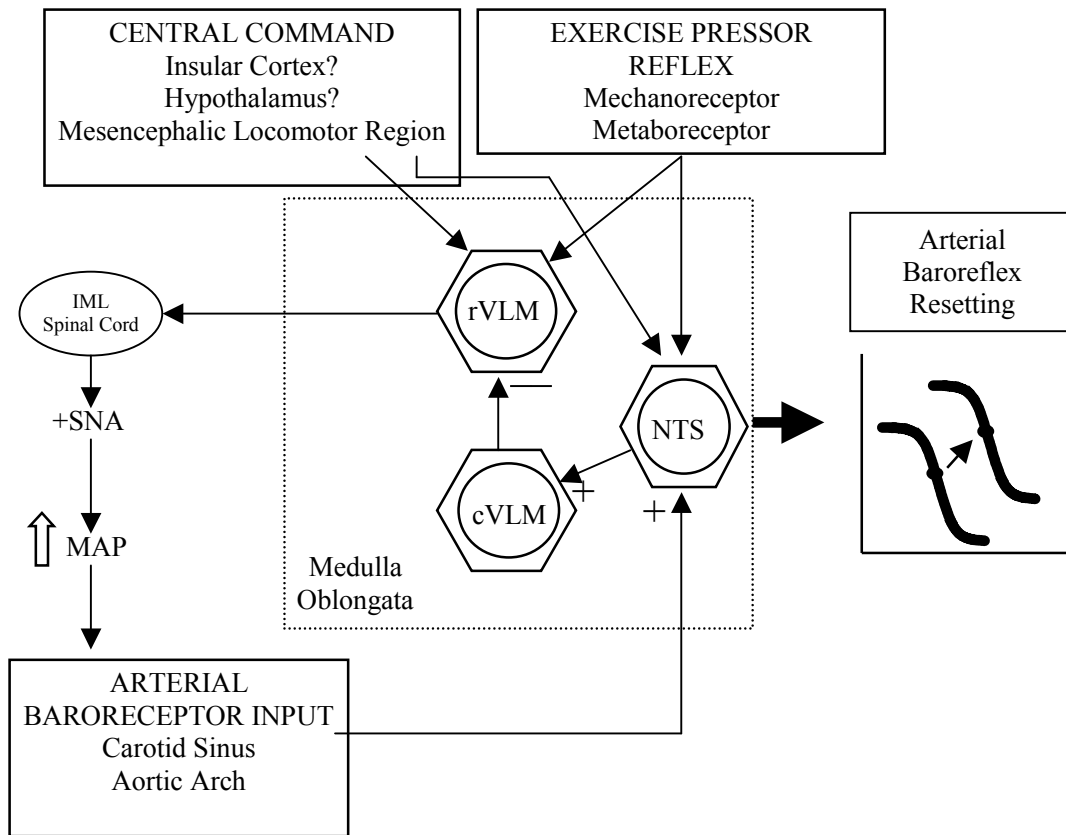 CENTRAL COMMAND
Insular Cortex?
Hypothalamus?
Mesencephalic Locomotor Region
EXERCISE PRESSOR
REFLEX
Mechanoreceptor
Metaboreceptor
Arterial
Baroreflex
Resetting
IML
Spinal Cord
rVLM
—
+SNA
NTS
MAP
cVLM
+
+
Medulla
Oblongata
ARTERIAL
BARORECEPTOR INPUT
Carotid Sinus
Aortic Arch